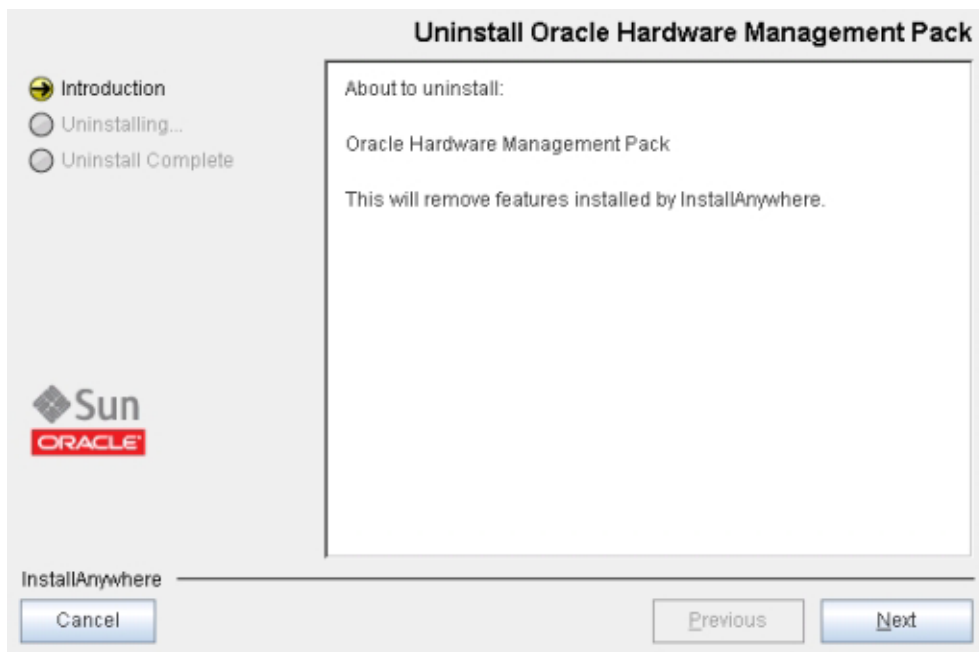 Uninstall Oracle Hardware Management Pack
Introduction
Uninstalling...
Uninstall Complete
About to uninstall:
Oracle Hardware Management Pack
This will remove features installed by InstallAnywhere.
Sun
ORACLE
InstallAnywhere
Cancel
Previous
Next